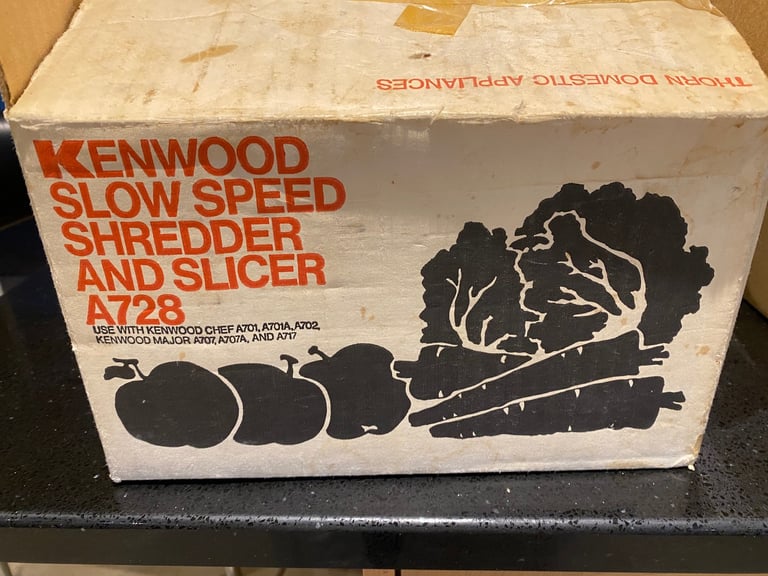 THORN DOMESTIC APPLIANCES
KENWOOD
SLOW SPEED
SHREDDER
AND SLICER
A728
USE WITH KENWOOD CHEF A701, A701A, A702,
KENWOOD MAJOR A707, A707A, AND A717